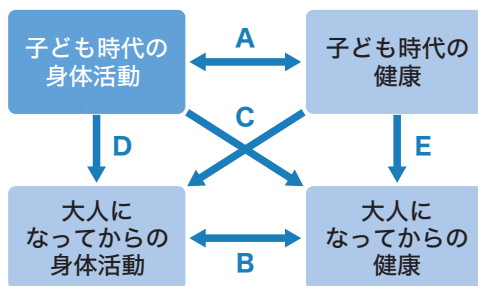 子ども時代の
身体活動
A
子ども時代の
健康
C
D
E
大人に
なってからの
身体活動
B
大人に
なってからの
健康